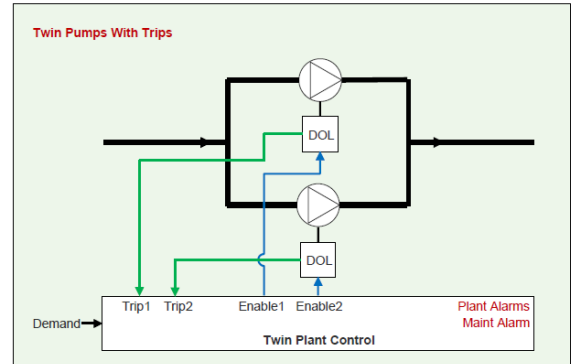 Twin Pumps With Trips
DOL
DOL
Trip1 Trip2 Enable1 Enable2 Plant Alarms
Maint Alarm
Demand
Twin Plant Control